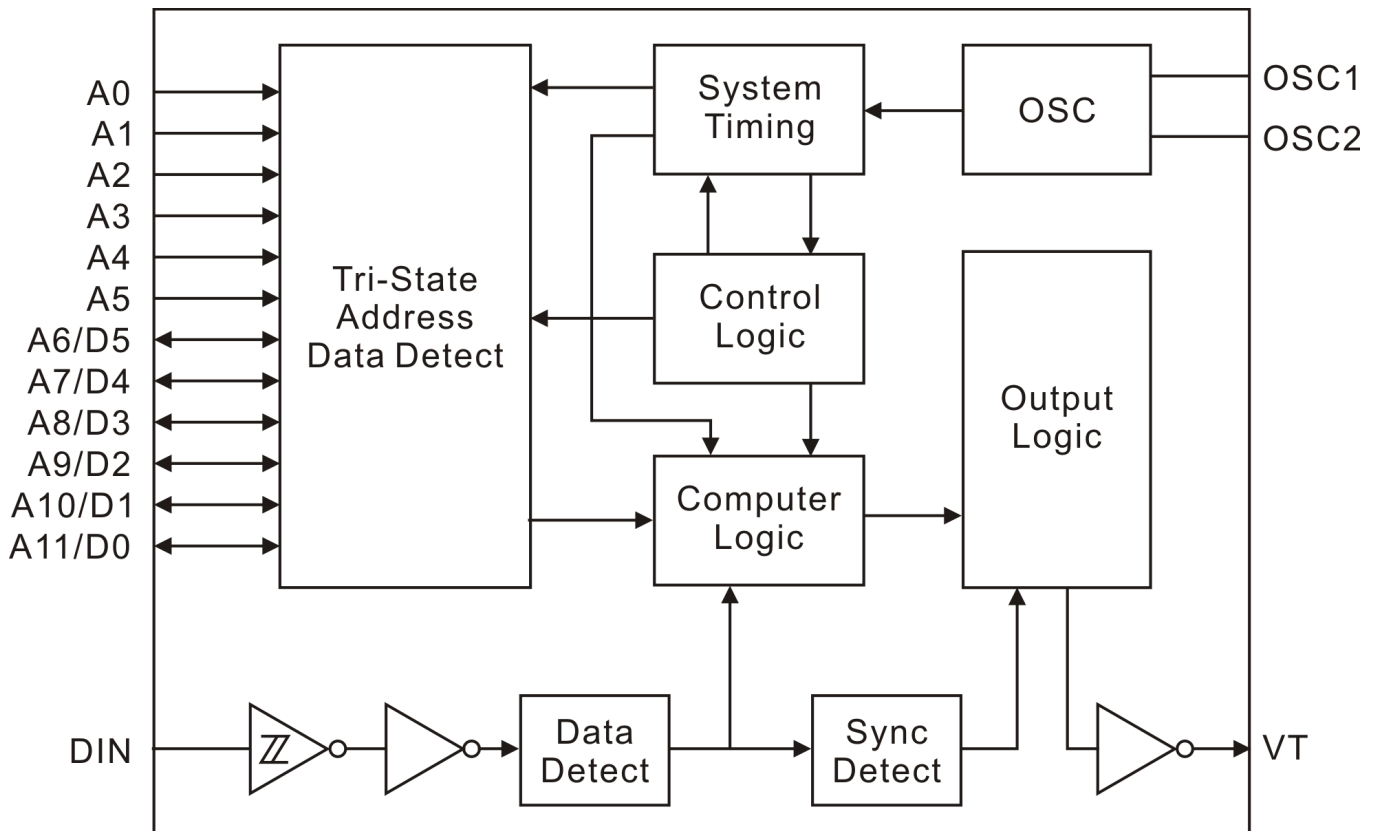 A0
A1
A2
A3
A4
A5
A6/D5
A7/D4
A8/D3
A9/D2
A10/D1
A11/D0
DIN
Tri-State
Address
Data Detect
System
Timing
OSC
OSC1
OSC2
Control
Logic
Computer
Logic
Output
Logic
Data
Detect
Sync
Detect
VT